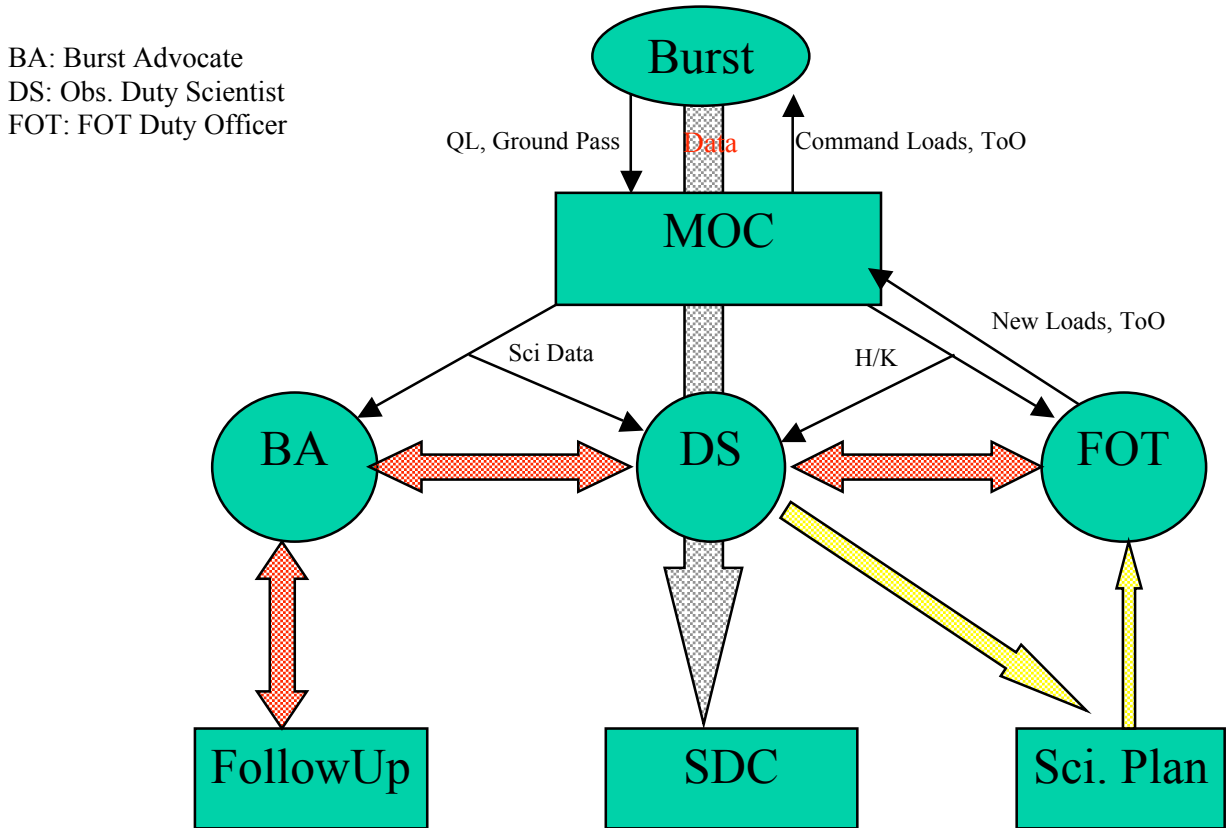 Burst
BA: Burst Advocate
DS: Obs. Duty Scientist
FOT: FOT Duty Officer
QL, Ground Pass
Data
Command Loads, ToO
MOC
New Loads, ToO
Sci Data
H/K
BA
DS
FOT
FollowUp
SDC
Sci. Plan